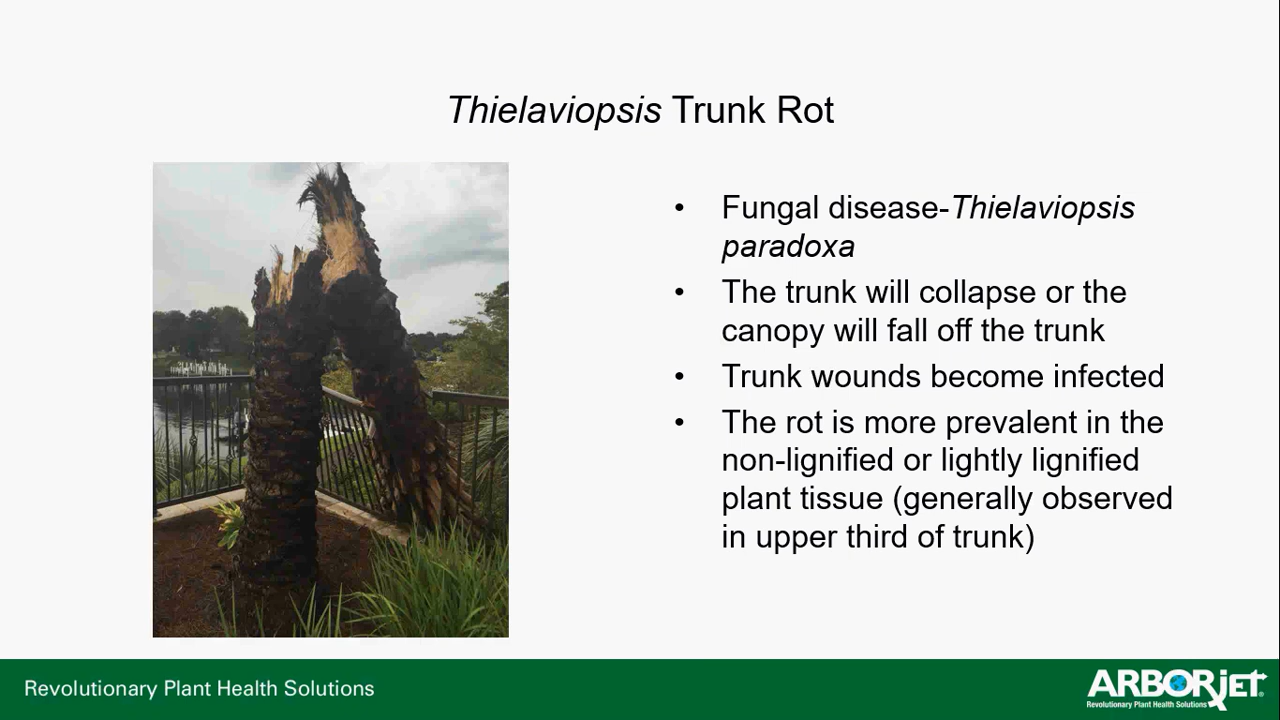 Thielaviopsis Trunk Rot
• Fungal disease-Thielaviopsis
paradoxa
• The trunk will collapse or the
canopy will fall off the trunk
• Trunk wounds become infected
• The rot is more prevalent in the
non-lignified or lightly lignified
plant tissue (generally observed
in upper third of trunk)
Revolutionary Plant Health Solutions
ARBORjet®
Revolutionary Plant Health Solutions